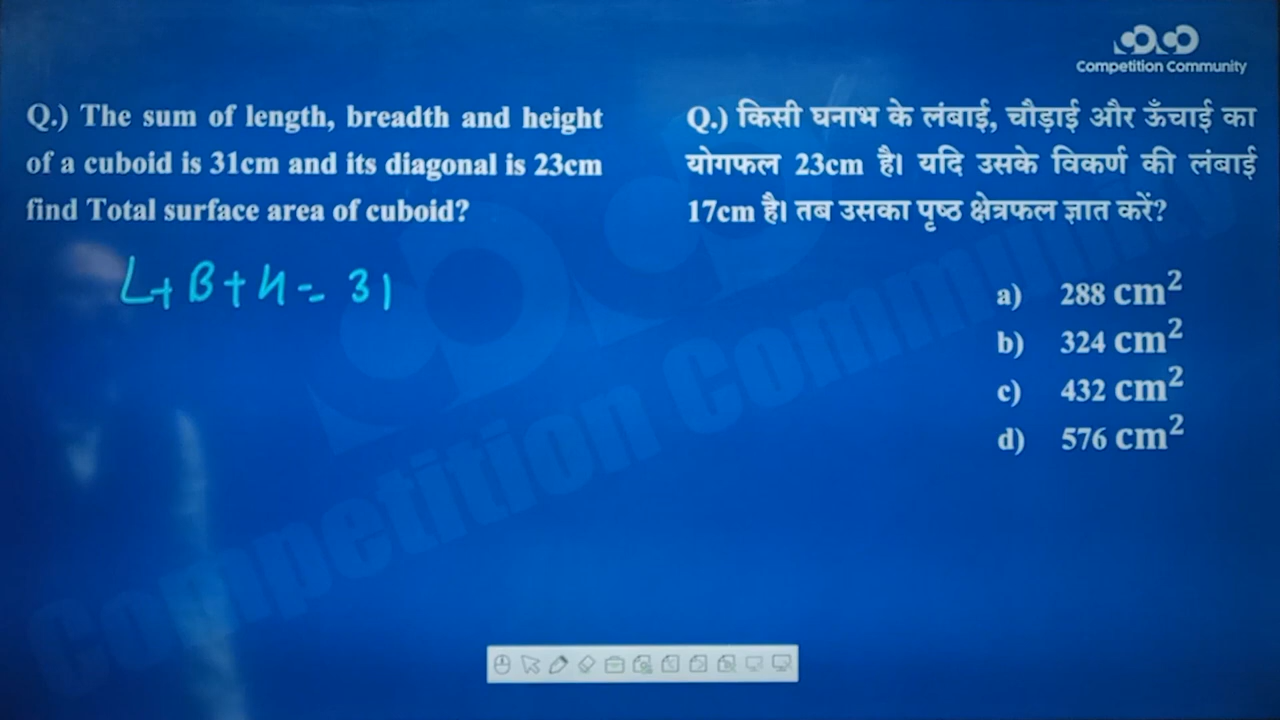 Competition Community
Q.) The sum of length, breadth and height
of a cuboid is 31cm and its diagonal is 23cm
find Total surface area of cuboid?
L+B+H= 31
Q.) किसी घनाभ के लंबाई, चौड़ाई और ऊँचाई का
योगफल 23cm है। यदि उसके विकर्ण की लंबाई
17cm है। तब उसका पृष्ठ क्षेत्रफल ज्ञात करें?
a) 288 cm²
b) 324 cm²
c) 432 cm²
d) 576 cm²
Competition Community